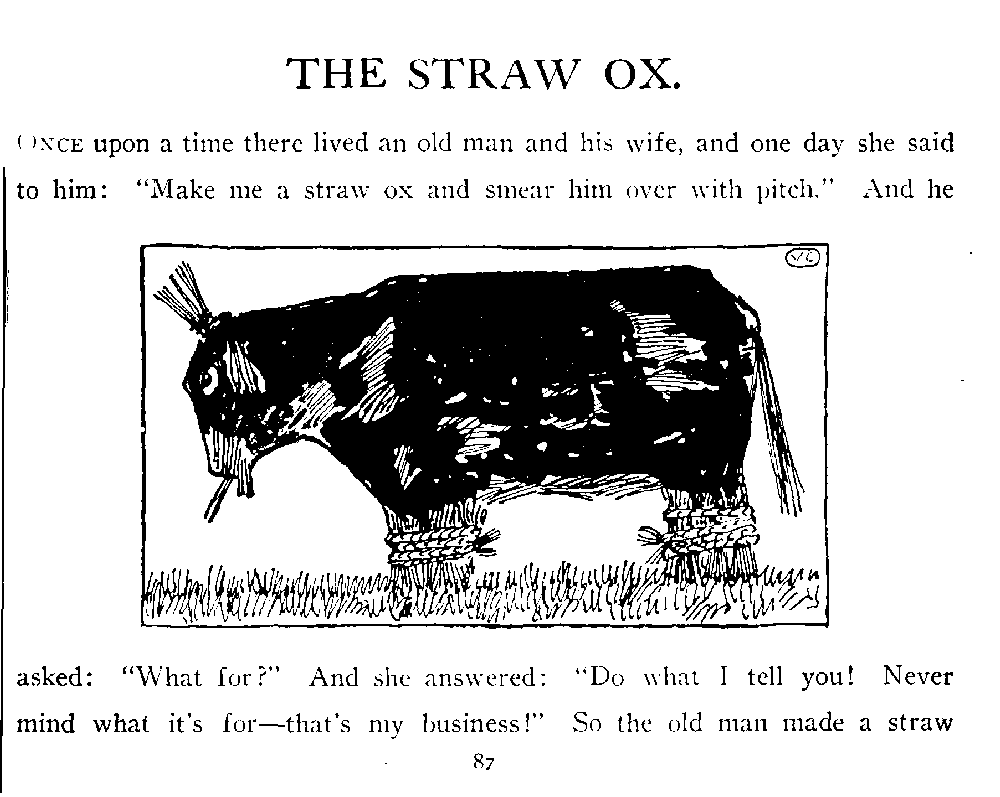 THE STRAW OX.
ONCE upon a time there lived an old man and his wife, and one day she said
to him: "Make me a straw ox and smear him over with pitch." And he
asked: "What for?" And she answered: "Do what I tell you! Never
mind what it's for—that's my business!" So the old man made a straw
87